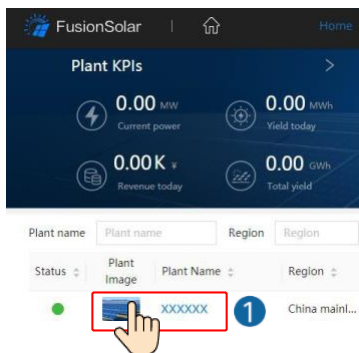 FusionSolar | Home
Plant KPIs >
0.00 MW
Current power
0.00 MWh
Yield today
0.00K ¥
Revenue today
0.00 GWh
Total yield
Plant name Plant name Region Region
Status Plant Image Plant Name Region
XXXXXX 1 China mainl...